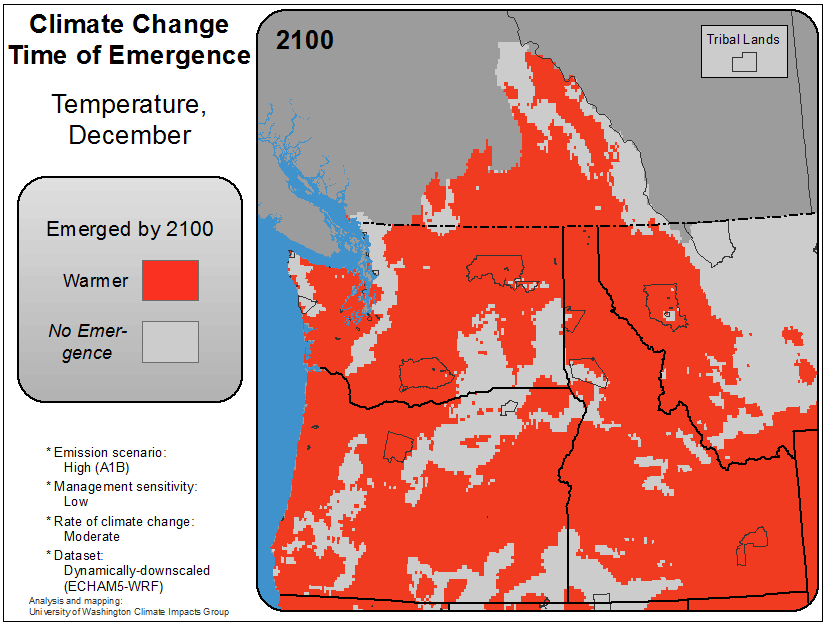 Climate Change
Time of Emergence
Temperature,
December
Emerged by 2100
Warmer
No Emer-
gence
* Emission scenario:
High (A1B)
* Management sensitivity:
Low
* Rate of climate change:
Moderate
* Dataset:
Dynamically-downscaled
(ECHAM5-WRF)
Analysis and mapping:
University of Washington Climate Impacts Group
2100
Tribal Lands